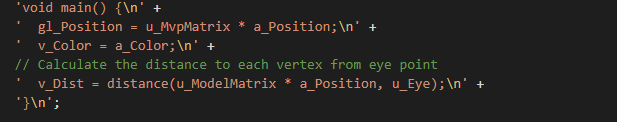 'void main() {\n' +
'  gl_Position = u_MvpMatrix * a_Position;\n' +
'  v_Color = a_Color;\n' +
// Calculate the distance to each vertex from eye point
'  v_Dist = distance(u_ModelMatrix * a_Position, u_Eye);\n' +
'}\n';